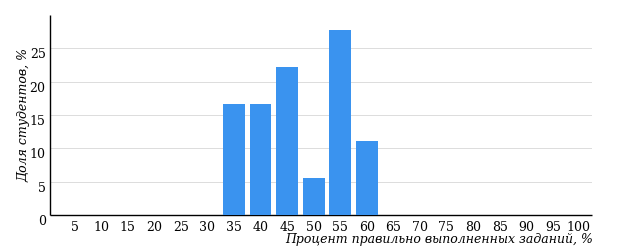 Доля студентов, %
25
20
15
10
5
0
5 10 15 20 25 30 35 40 45 50 55 60 65 70 75 80 85 90 95 100
Процент правильно выполненных заданий, %